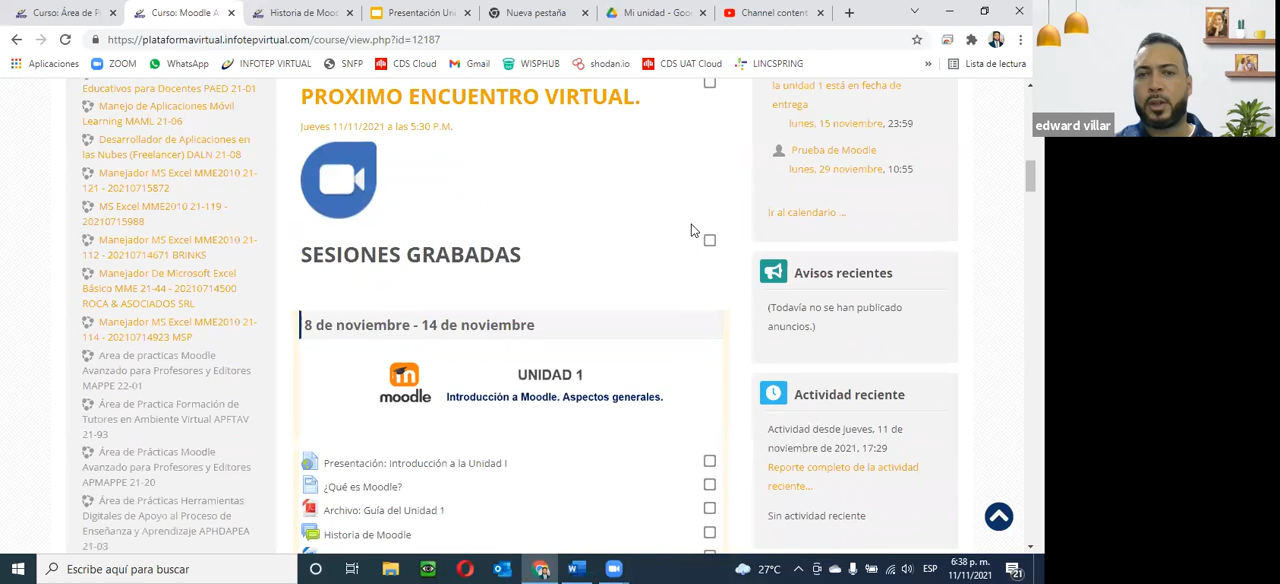 Curso: Área de P
Curso: Moodle A
Historia de Mooc
Presentación Uni
Nueva pestaña
Mi unidad - Goo
Channel content
https://plataformavirtual.infotepvirtual.com/course/view.php?id=12187
Aplicaciones
ZOOM
WhatsApp
INFOTEP VIRTUAL
SNFP
CDS Cloud
Gmail
WISPHUB
shodan.io
CDS UAT Cloud
LINCSPRING
»
Lista de lectura
Educativos para Docentes PAED 21-01
Manejo de Aplicaciones Móvil
Learning MAML 21-06
Desarrollador de Aplicaciones en
las Nubes (Freelancer) DALN 21-08
Manejador MS Excel MME2010 21-
121 - 20210715872
MS Excel MME2010 21-119 -
20210715988
Manejador MS Excel MME2010 21-
112 - 20210714671 BRINKS
Manejador De Microsoft Excel
Básico MME 21-44 - 20210714500
ROCA & ASOCIADOS SRL
Manejador MS Excel MME2010 21-
114 - 20210714923 MSP
Area de practicas Moodle
Avanzado para Profesores y Editores
MAPPE 22-01
Área de Practica Formación de
Tutores en Ambiente Virtual APFTAV
21-93
Área de Prácticas Moodle
Avanzado para Profesores y Editores
APMAPPE 21-20
Área de Prácticas Herramientas
Digitales de Apoyo al Proceso de
Enseñanza y Aprendizaje APHDAPEA
21-03
PROXIMO ENCUENTRO VIRTUAL.
Jueves 11/11/2021 a las 5:30 P.M.
SESIONES GRABADAS
8 de noviembre - 14 de noviembre
moodle
UNIDAD 1
Introducción a Moodle. Aspectos generales.
Presentación: Introducción a la Unidad I
¿Qué es Moodle?
Archivo: Guía del Unidad 1
Historia de Moodle
la unidad 1 está en fecha de
entrega
lunes, 15 noviembre, 23:59
Prueba de Moodle
lunes, 29 noviembre, 10:55
Ir al calendario ...
Avisos recientes
(Todavía no se han publicado
anuncios.)
Actividad reciente
Actividad desde jueves, 11 de
noviembre de 2021, 17:29
Reporte completo de la actividad
reciente...
Sin actividad reciente
edward villar
Escribe aquí para buscar
27°C
ESP
6:38 p. m.
11/11/2021
21